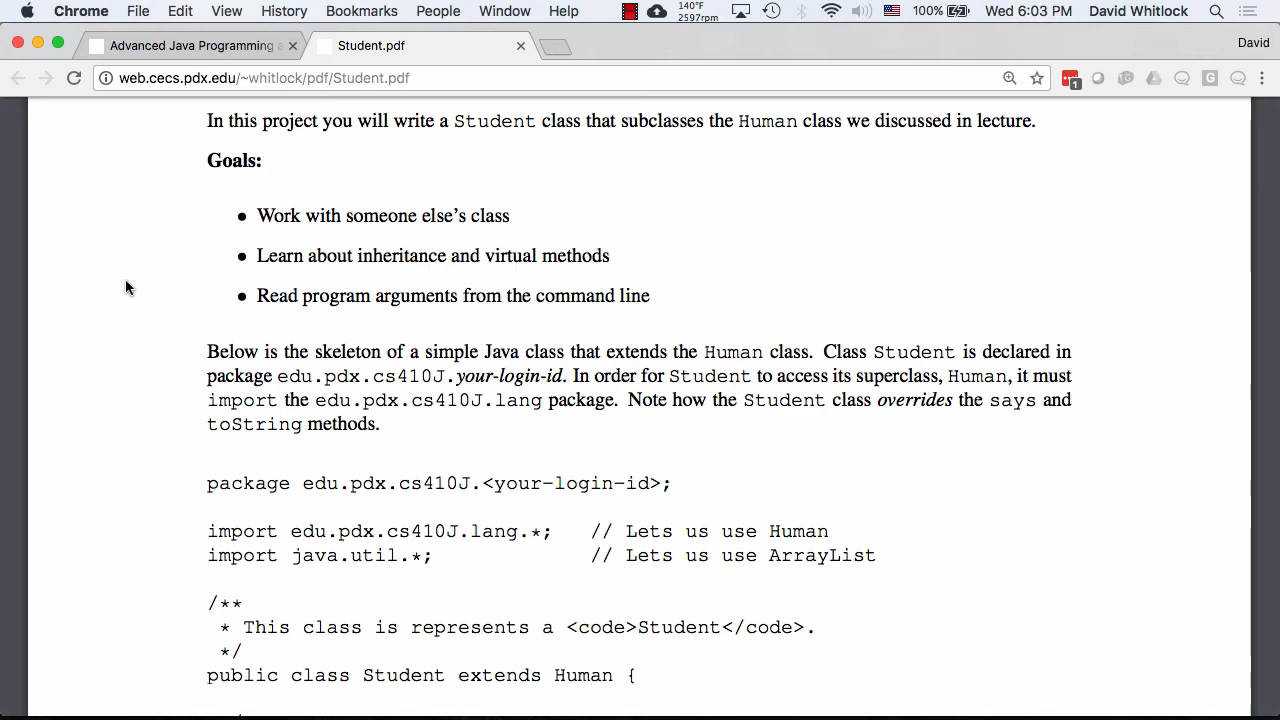 Chrome File Edit View History Bookmarks People Window Help 140°F 2597rpm 100% Wed 6:03 PM David Whitlock
Advanced Java Programming a Student.pdf David
web.cecs.pdx.edu/~whitlock/pdf/Student.pdf 1 G
In this project you will write a Student class that subclasses the Human class we discussed in lecture.
Goals:
• Work with someone else’s class
• Learn about inheritance and virtual methods
• Read program arguments from the command line
Below is the skeleton of a simple Java class that extends the Human class. Class Student is declared in
package edu.pdx.cs410J.your-login-id. In order for Student to access its superclass, Human, it must
import the edu.pdx.cs410J.lang package. Note how the Student class overrides the says and
toString methods.
package edu.pdx.cs410J.<your-login-id>;
import edu.pdx.cs410J.lang.*; // Lets us use Human
import java.util.*; // Lets us use ArrayList
/**
* This class is represents a <code>Student</code>.
*/
public class Student extends Human {